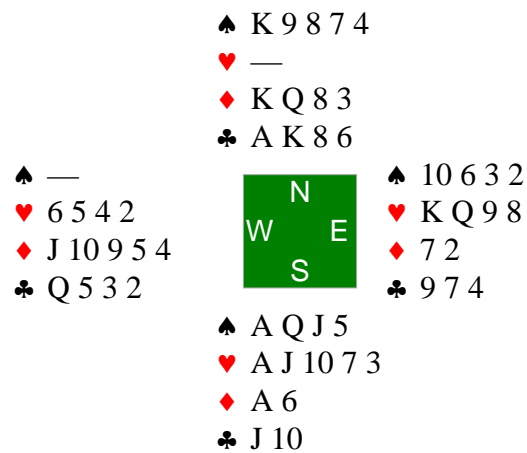 ♠ K 9 8 7 4
♥ —
♦ K Q 8 3
♣ A K 8 6
♠ —
♥ 6 5 4 2
♦ J 10 9 5 4
♣ Q 5 3 2
N
W E
S
♠ 10 6 3 2
♥ K Q 9 8
♦ 7 2
♣ 9 7 4
♠ A Q J 5
♥ A J 10 7 3
♦ A 6
♣ J 10